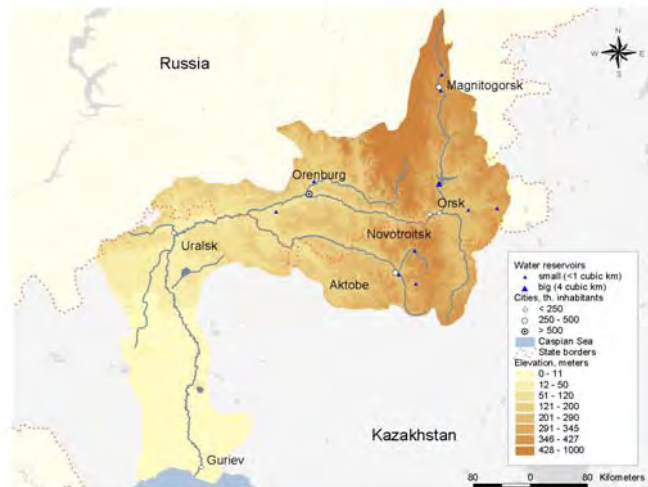 N
W E
S
Russia
Magnitogorsk
Orenburg
Orsk
Novotroitsk
Uralsk
Aktobe
Guriev
Kazakhstan
Water reservoirs
small (<1 cubic km)
big (4 cubic km)
Cities, th. inhabitants
< 250
250 - 500
> 500
Caspian Sea
State borders
Elevation, meters
0 - 11
12 - 50
51 - 120
121 - 200
201 - 290
291 - 345
346 - 427
428 - 1000
80 0 80 Kilometers